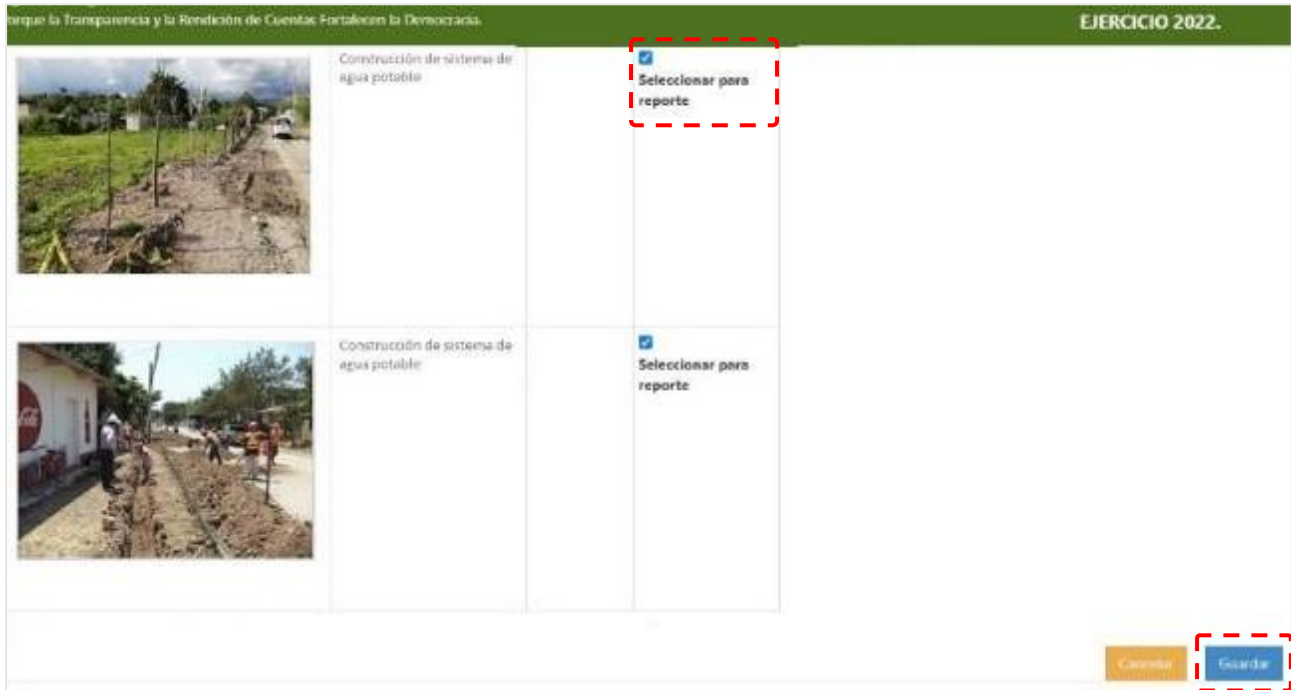 orque la Transparencia y la Rendición de Cuentas Fortalecen la Democracia.
EJERCICIO 2022.
Construcción de sistema de
agua potable
Seleccionar para
reporte
Construcción de sistema de
agua potable
Seleccionar para
reporte
Cancelar
Guardar